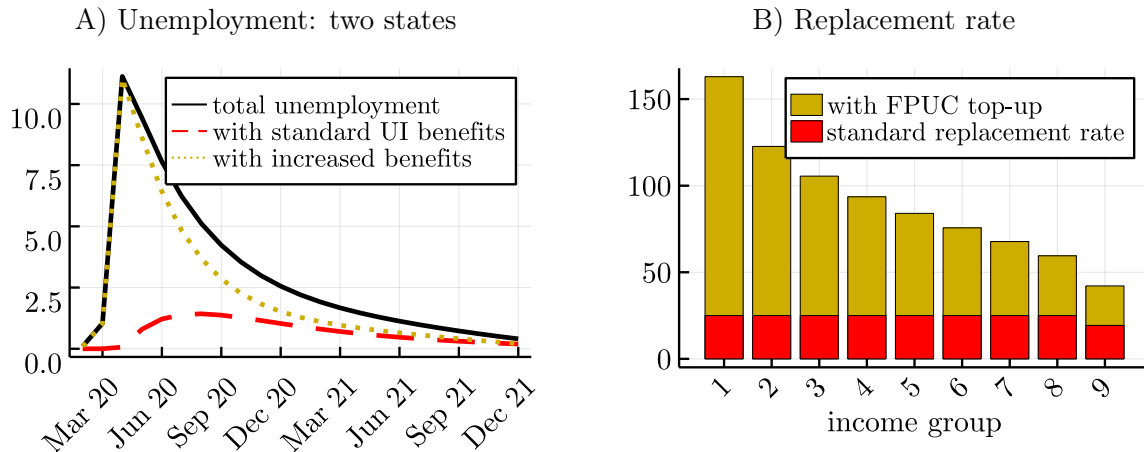 A) Unemployment: two states
10.0
7.5
5.0
2.5
0.0
total unemployment
with standard UI benefits
with increased benefits
Mar 20
Jun 20
Sep 20
Dec 20
Mar 21
Jun 21
Sep 21
Dec 21
B) Replacement rate
150
100
50
0
with FPUC top-up
standard replacement rate
1
2
3
4
5
6
7
8
9
income group